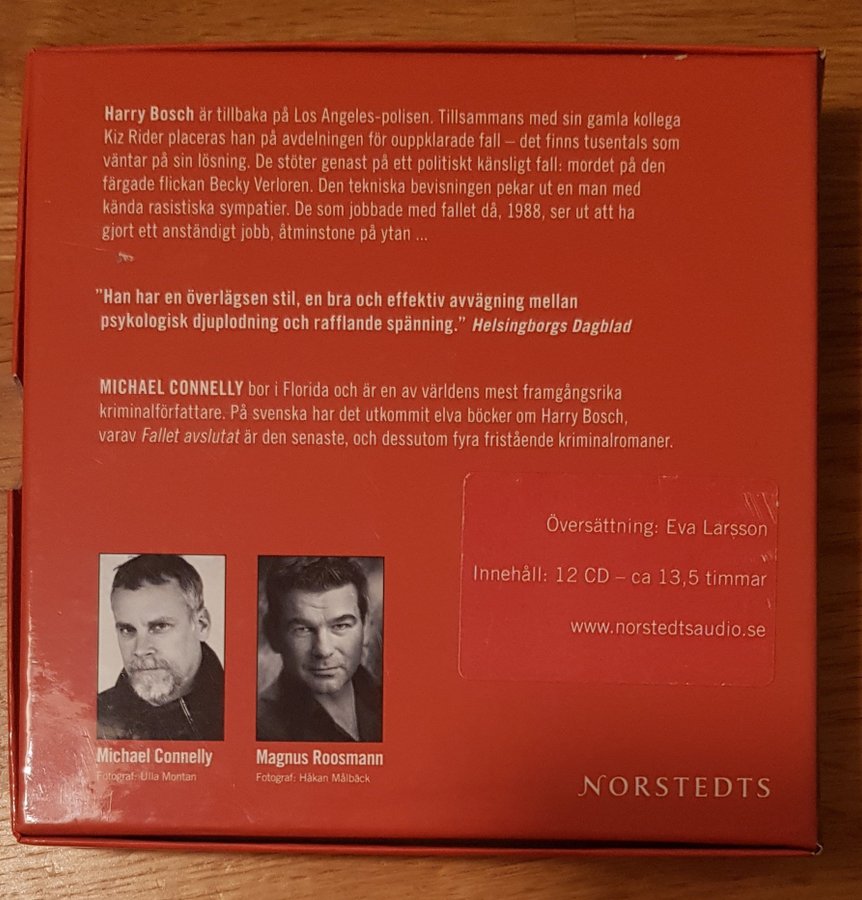 Harry Bosch är tillbaka på Los Angeles-polisen. Tillsammans med sin gamla kollega
Kiz Rider placeras han på avdelningen för ouppklarade fall – det finns tusentals som
väntar på sin lösning. De stöter genast på ett politiskt känsligt fall: mordet på den
färgade flickan Becky Verloren. Den tekniska bevisningen pekar ut en man med
kända rasistiska sympatier. De som jobbade med fallet då, 1988, ser ut att ha
gjort ett anständigt jobb, åtminstone på ytan ...
”Han har en överlägsen stil, en bra och effektiv avvägning mellan
psykologisk djuplodning och rafflande spänning.” Helsingborgs Dagblad
MICHAEL CONNELLY bor i Florida och är en av världens mest framgångsrika
kriminalförfattare. På svenska har det utkommit elva böcker om Harry Bosch,
varav Fallet avslutat är den senaste, och dessutom fyra fristående kriminalromaner.
Översättning: Eva Larsson
Innehåll: 12 CD – ca 13,5 timmar
www.norstedtsaudio.se
Michael Connelly
Fotograf: Ulla Montan
Magnus Roosmann
Fotograf: Håkan Målbäck
NORSTEDTS